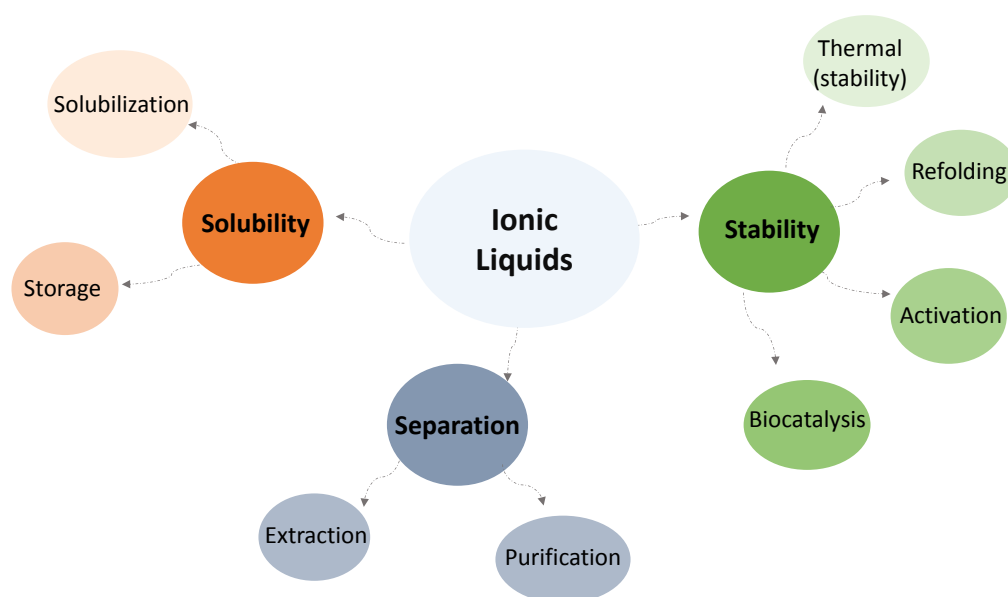 Thermal
(stability)
Solubilization
Refolding
Solubility
Ionic
Liquids
Stability
Storage
Activation
Separation
Biocatalysis
Extraction
Purification